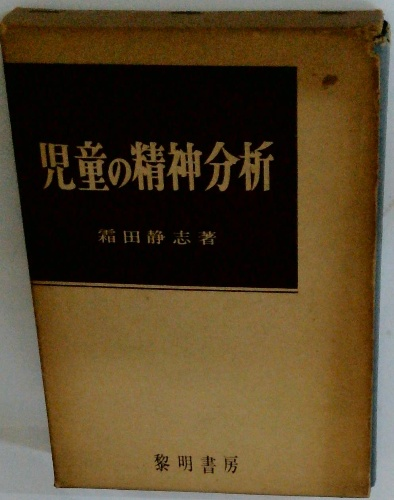 児童の精神分析
霜田静志著
黎明書房